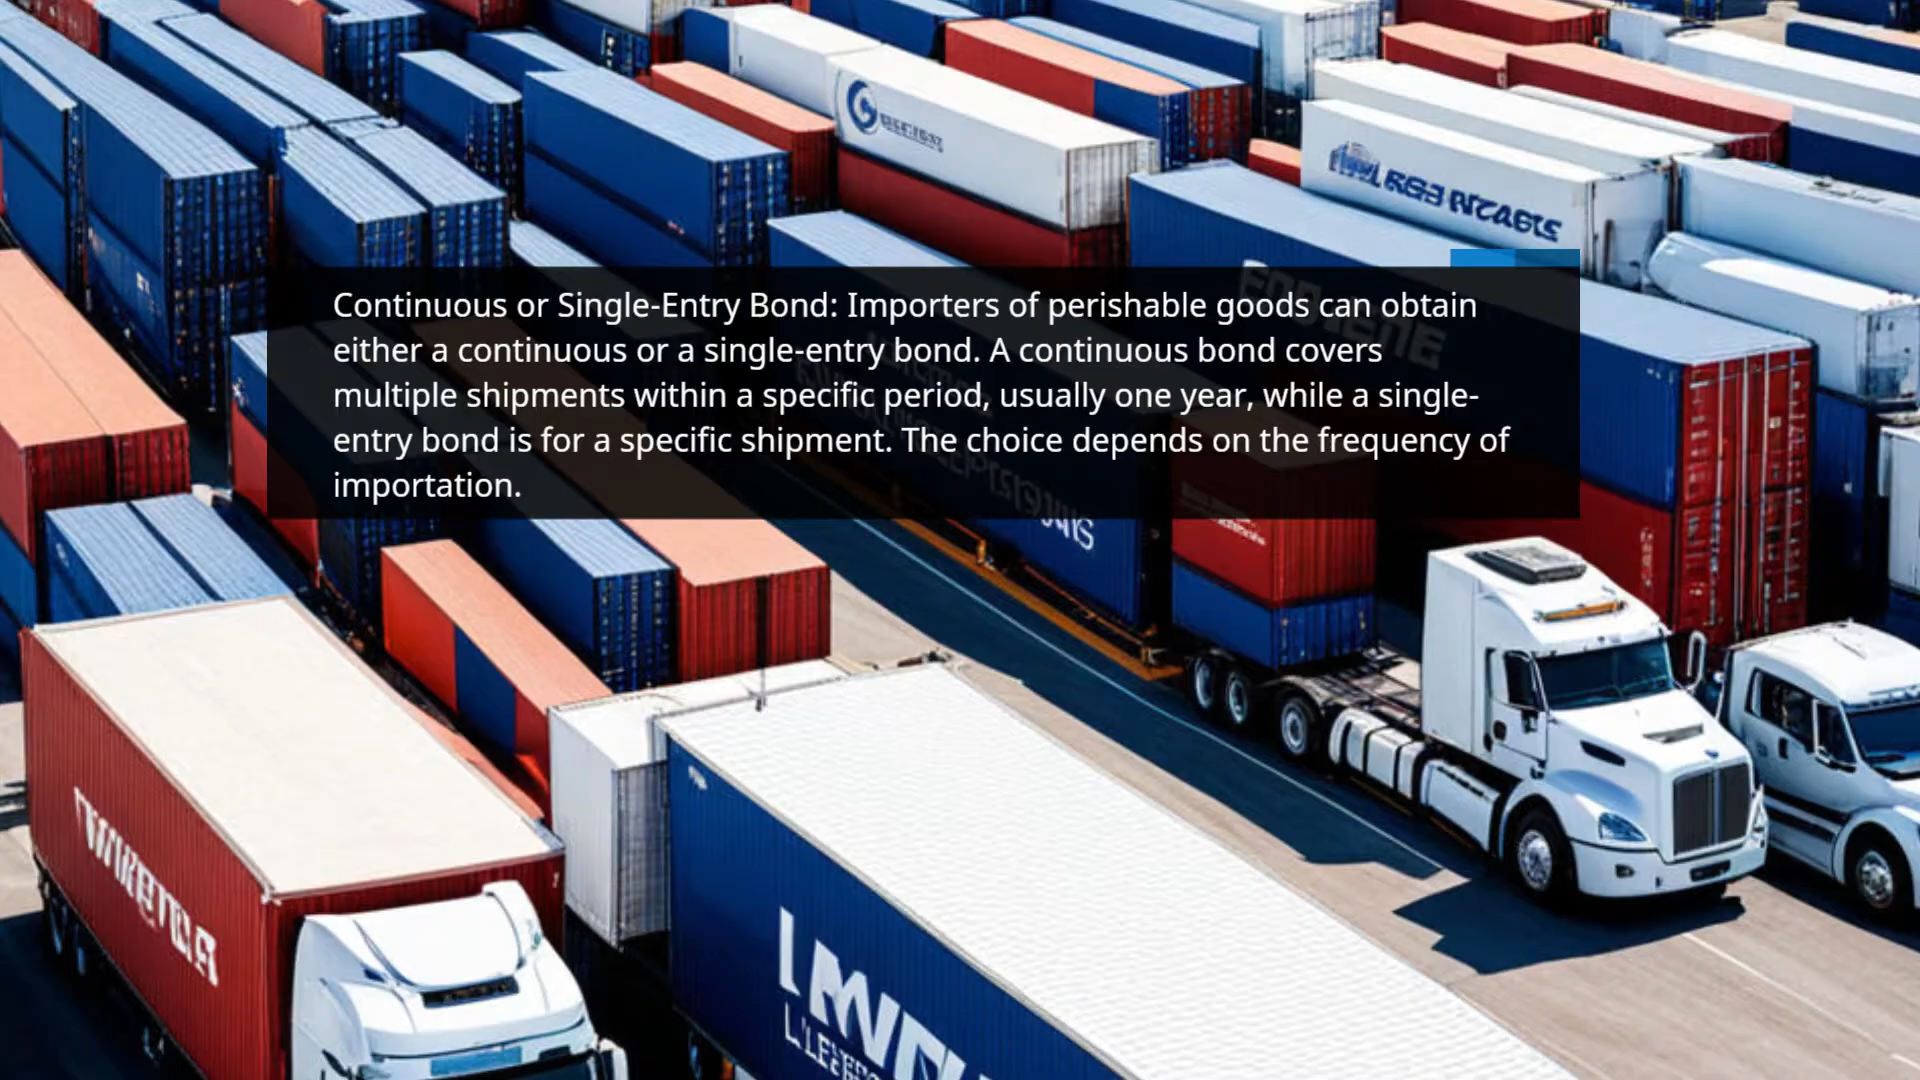 Continuous or Single-Entry Bond: Importers of perishable goods can obtain
either a continuous or a single-entry bond. A continuous bond covers
multiple shipments within a specific period, usually one year, while a single-
entry bond is for a specific shipment. The choice depends on the frequency of
importation.